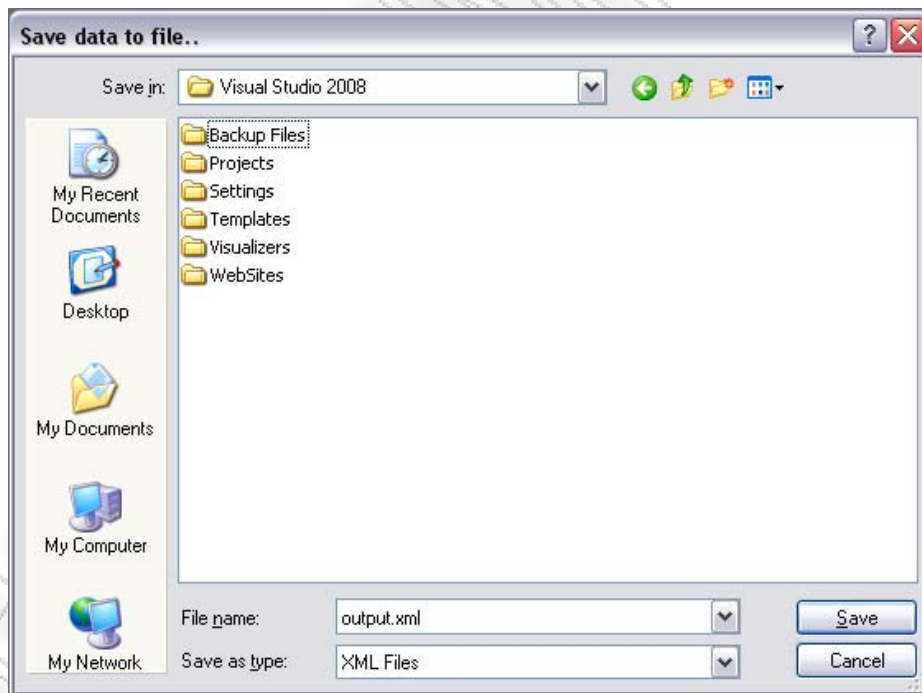 Save data to file..
Save in: Visual Studio 2008
My Recent
Documents
Desktop
My Documents
My Computer
My Network
Backup Files
Projects
Settings
Templates
Visualizers
WebSites
File name: output.xml Save
Save as type: XML Files Cancel